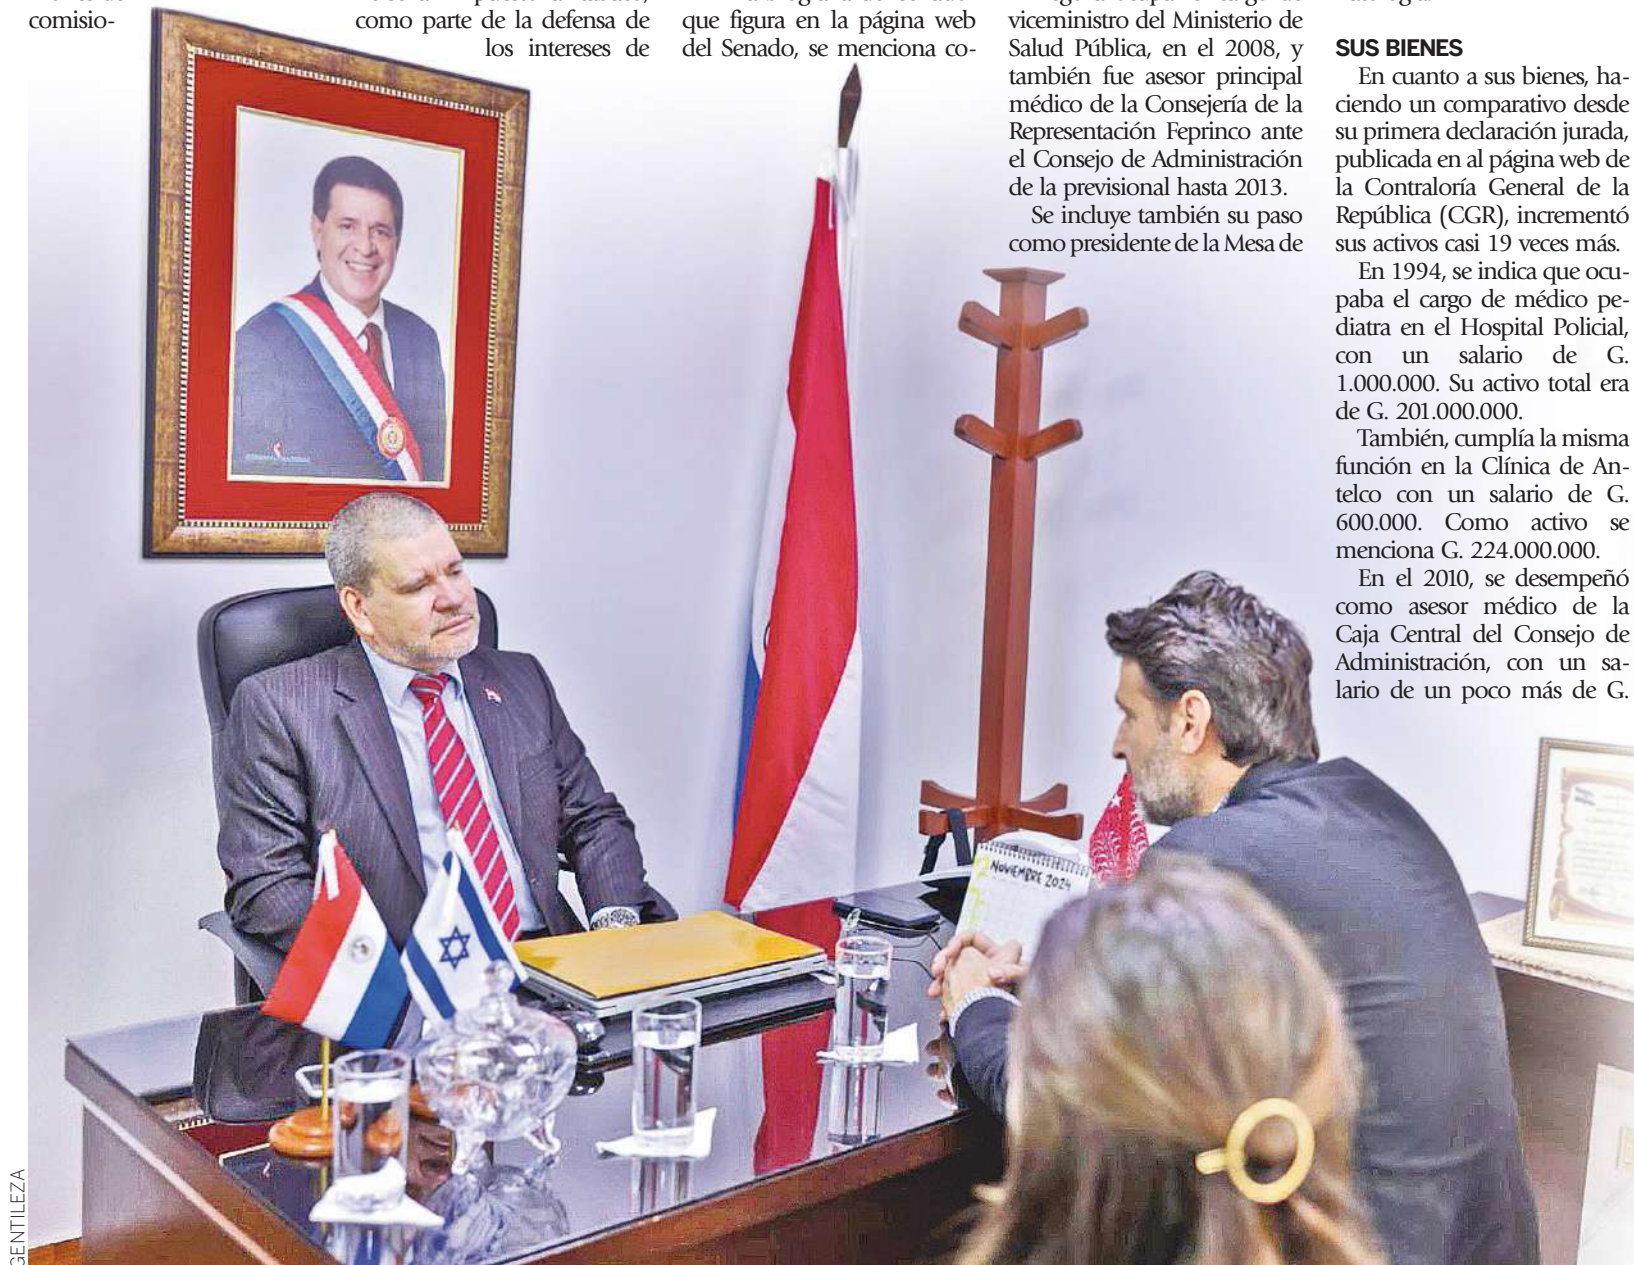 comisio-
como parte de la defensa de
los intereses de
que figura en la página web
del Senado, se menciona co-
viceministro del Ministerio de
Salud Pública, en el 2008, y
también fue asesor principal
médico de la Consejería de la
Representación Feprinco ante
el Consejo de Administración
de la previsional hasta 2013.
Se incluye también su paso
como presidente de la Mesa de
SUS BIENES
En cuanto a sus bienes, ha-
ciendo un comparativo desde
su primera declaración jurada,
publicada en al página web de
la Contraloría General de la
República (CGR), incrementó
sus activos casi 19 veces más.
En 1994, se indica que ocu-
paba el cargo de médico pe-
diatra en el Hospital Policial,
con un salario de G.
1.000.000. Su activo total era
de G. 201.000.000.
También, cumplía la misma
función en la Clínica de An-
telco con un salario de G.
600.000. Como activo se
menciona G. 224.000.000.
En el 2010, se desempeñó
como asesor médico de la
Caja Central del Consejo de
Administración, con un sa-
lario de un poco más de G.
NOVIEMBRE 2024
GENTILEZA